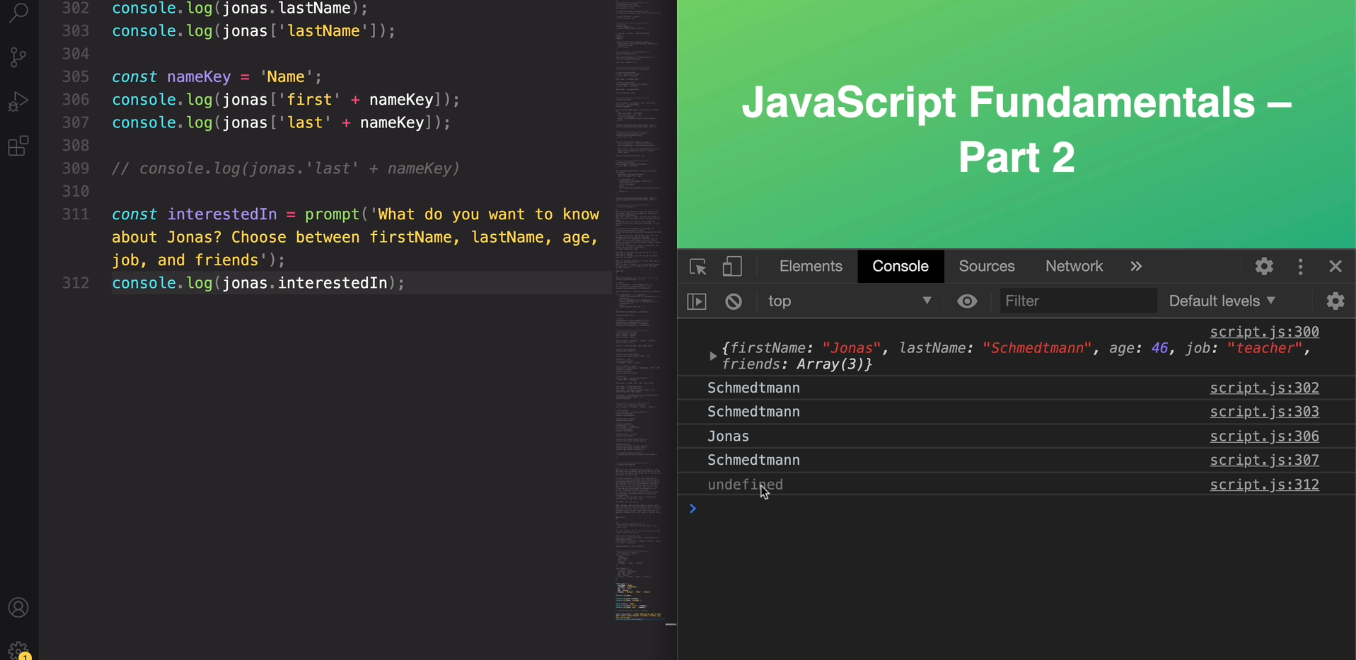 302 console.log(jonas.lastName);
303 console.log(jonas['lastName']);
304
305 const nameKey = 'Name';
306 console.log(jonas['first' + nameKey]);
307 console.log(jonas['last' + nameKey]);
308
309 // console.log(jonas.'last' + nameKey)
310
311 const interestedIn = prompt('What do you want to know
about Jonas? Choose between firstName, lastName, age,
job, and friends');
312 console.log(jonas.interestedIn);
1
JavaScript Fundamentals –
Part 2
Elements Console Sources Network »
top Filter Default levels
script.js:300
{firstName: "Jonas", lastName: "Schmedtmann", age: 46, job: "teacher",
friends: Array(3)}
Schmedtmann script.js:302
Schmedtmann script.js:303
Jonas script.js:306
Schmedtmann script.js:307
undefined script.js:312